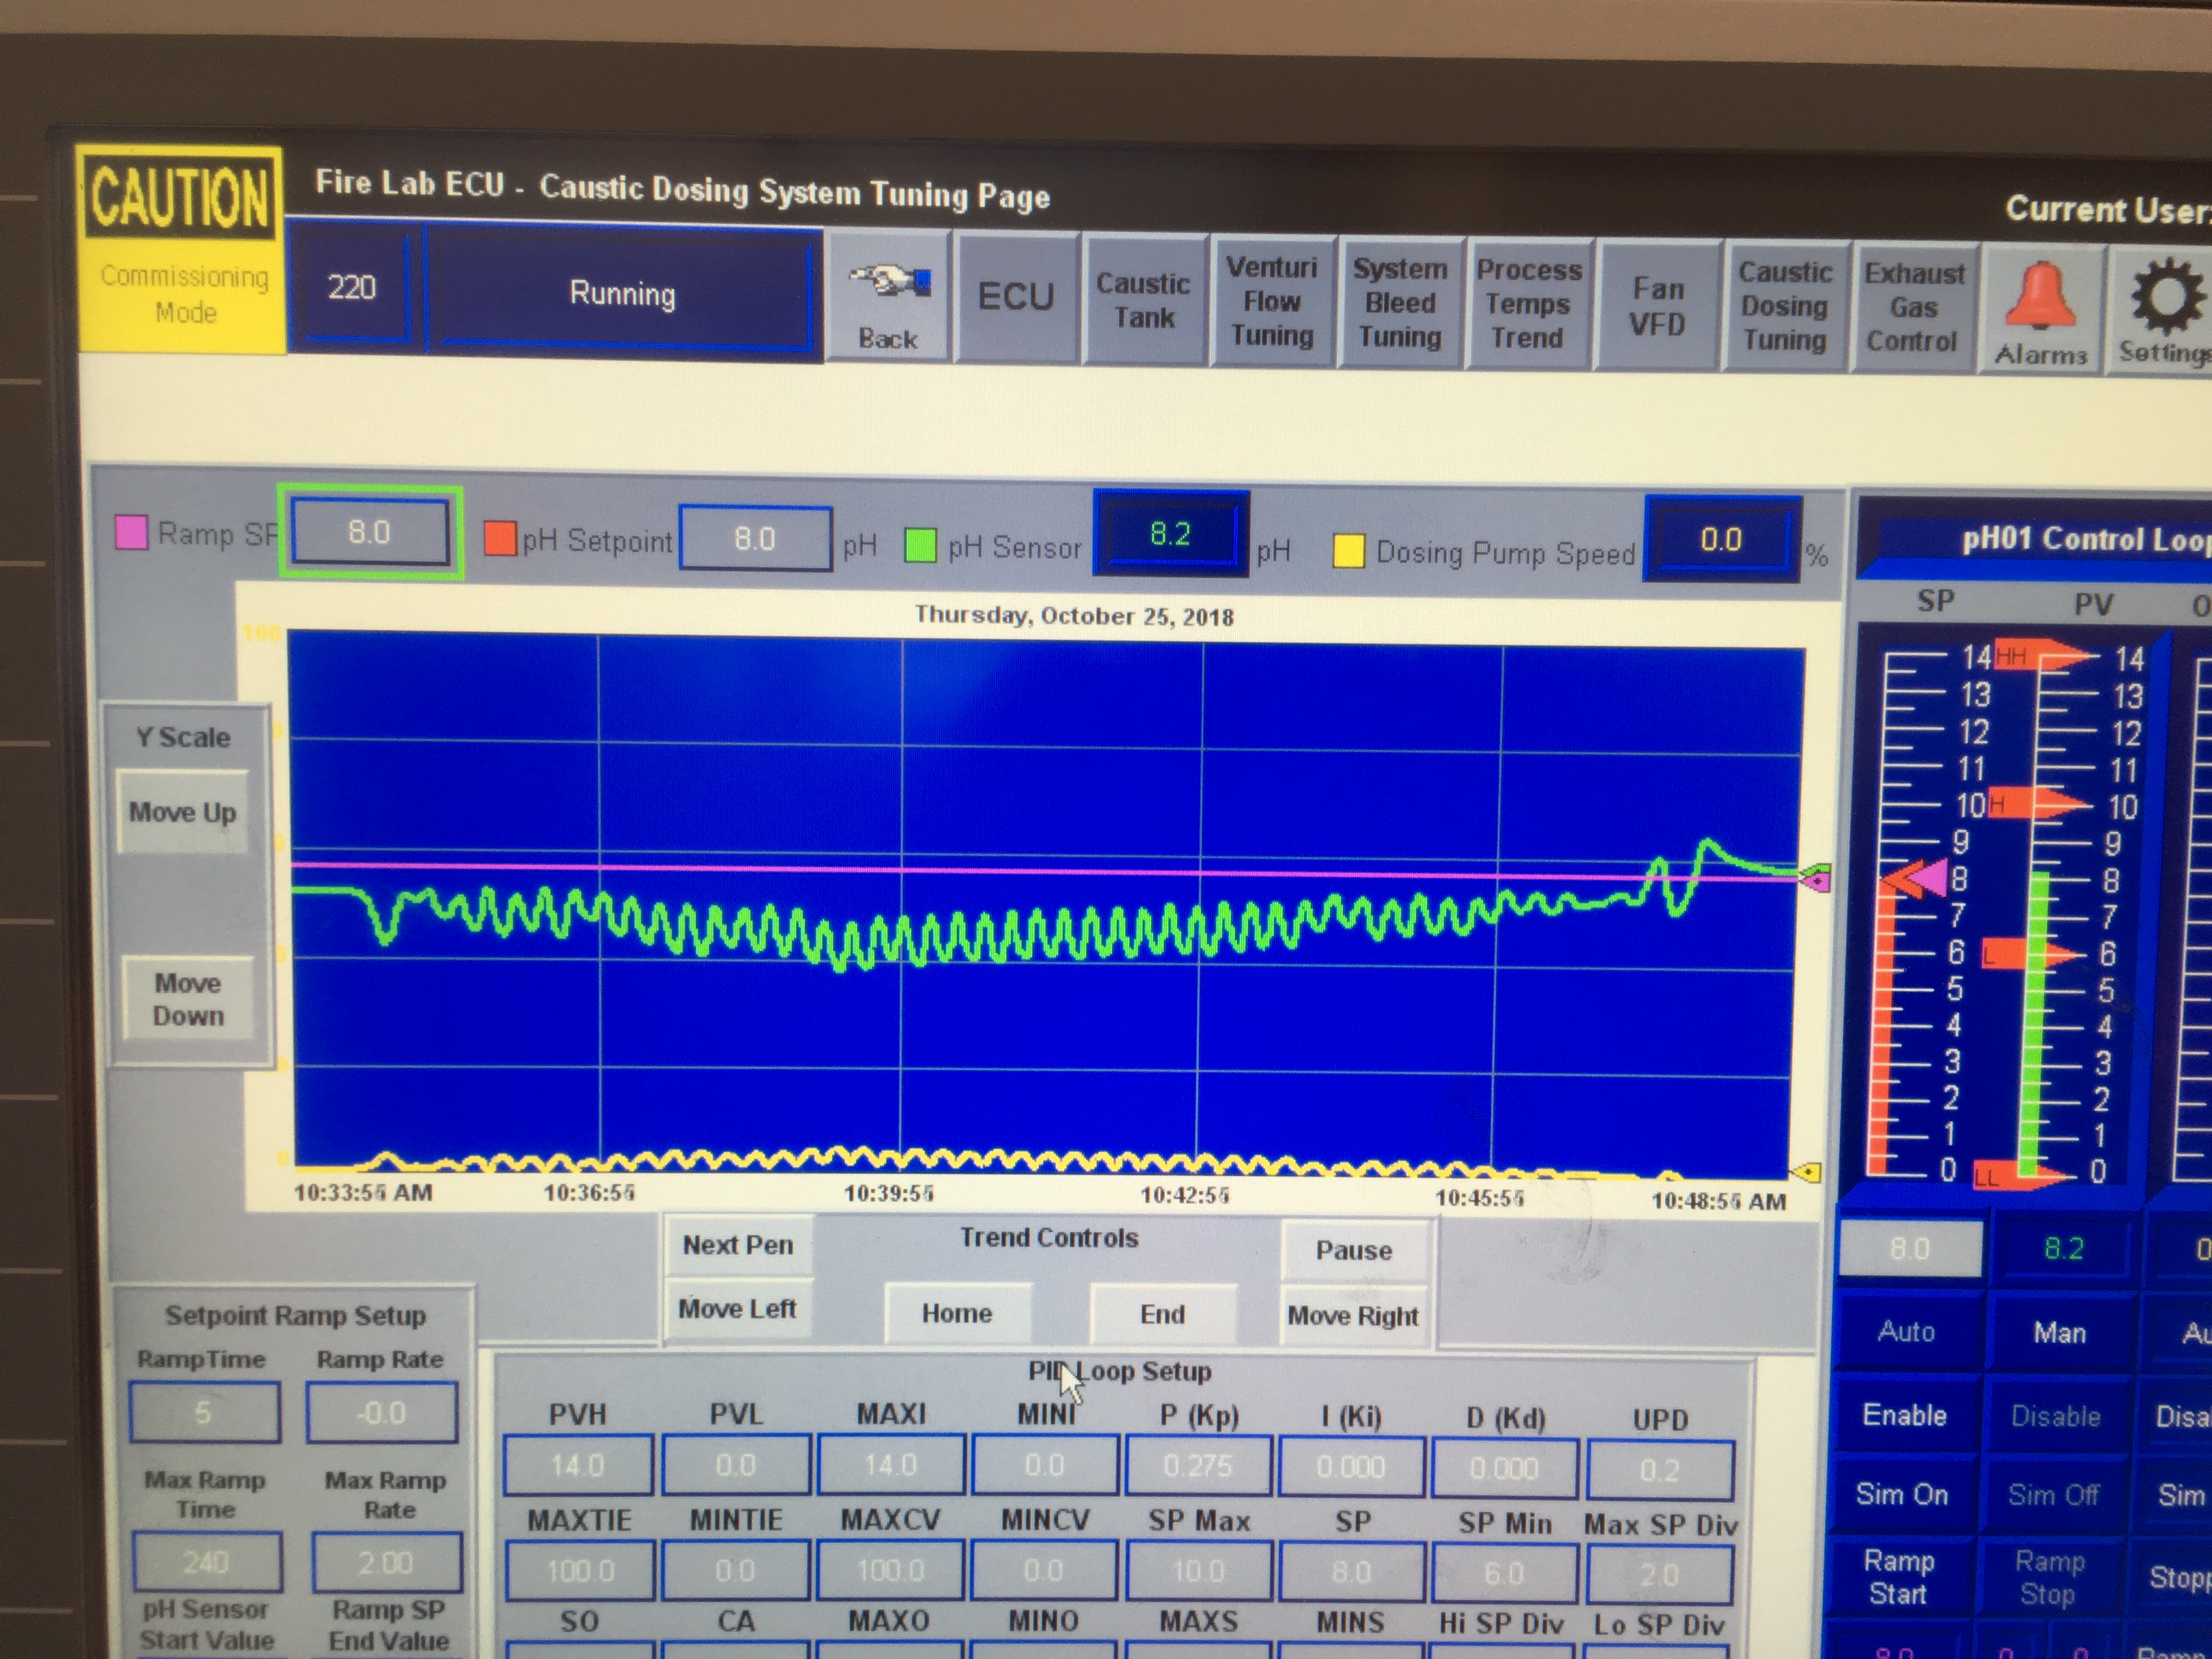 CAUTION
Commissioning
Mode
Fire Lab ECU - Caustic Dosing System Tuning Page
Current User:
220
Running
Back
ECU
Caustic
Tank
Venturi
Flow
Tuning
System
Bleed
Tuning
Process
Temps
Trend
Fan
VFD
Caustic
Dosing
Tuning
Exhaust
Gas
Control
Alarms
Settings
Ramp SP
8.0
pH Setpoint
8.0
pH
pH Sensor
8.2
pH
Dosing Pump Speed
0.0
%
Thursday, October 25, 2018
100
0
Y Scale
Move Up
Move
Down
10:33:55 AM
10:36:55
10:39:55
10:42:55
10:45:55
10:48:55 AM
Trend Controls
Next Pen
Pause
Move Left
Home
End
Move Right
pH01 Control Loop
SP
PV
14
13
12
11
10
9
8
7
6
5
4
3
2
1
0
HH
H
L
LL
14
13
12
11
10
9
8
7
6
5
4
3
2
1
0
8.0
8.2
Auto
Man
Enable
Disable
Sim On
Sim Off
Sim
Ramp
Start
Ramp
Stop
Setpoint Ramp Setup
RampTime
Ramp Rate
5
-0.0
Max Ramp
Time
Max Ramp
Rate
240
2.00
pH Sensor
Start Value
Ramp SP
End Value
PID Loop Setup
PVH
PVL
MAXI
MINI
P (Kp)
I (Ki)
D (Kd)
UPD
14.0
0.0
14.0
0.0
0.275
0.000
0.000
0.2
MAXTIE
MINTIE
MAXCV
MINCV
SP Max
SP
SP Min
Max SP Div
100.0
0.0
100.0
0.0
10.0
8.0
6.0
2.0
SO
CA
MAXO
MINO
MAXS
MINS
Hi SP Div
Lo SP Div